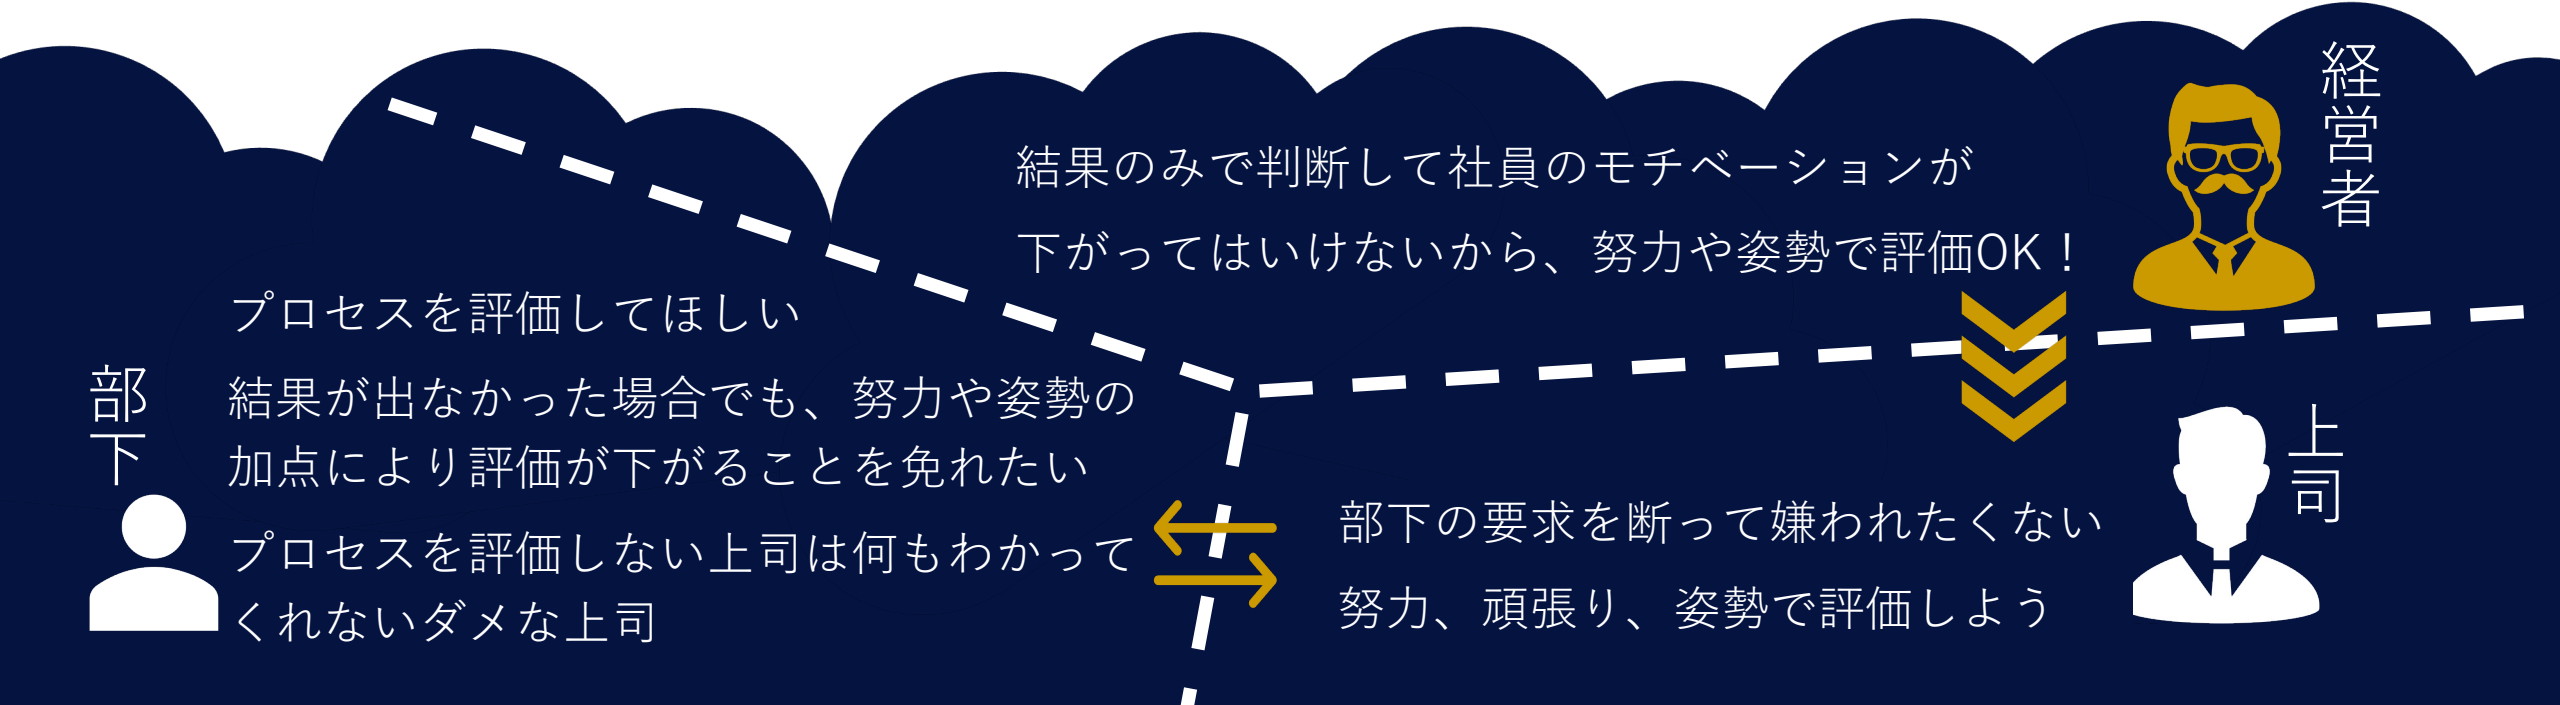 経営者
結果のみで判断して社員のモチベーションが
下がってはいけないから、努力や姿勢で評価OK！
部下
プロセスを評価してほしい
結果が出なかった場合でも、努力や姿勢の
加点により評価が下がることを免れたい
プロセスを評価しない上司は何もわかって
くれないダメな上司
上司
部下の要求を断って嫌われたくない
努力、頑張り、姿勢で評価しよう